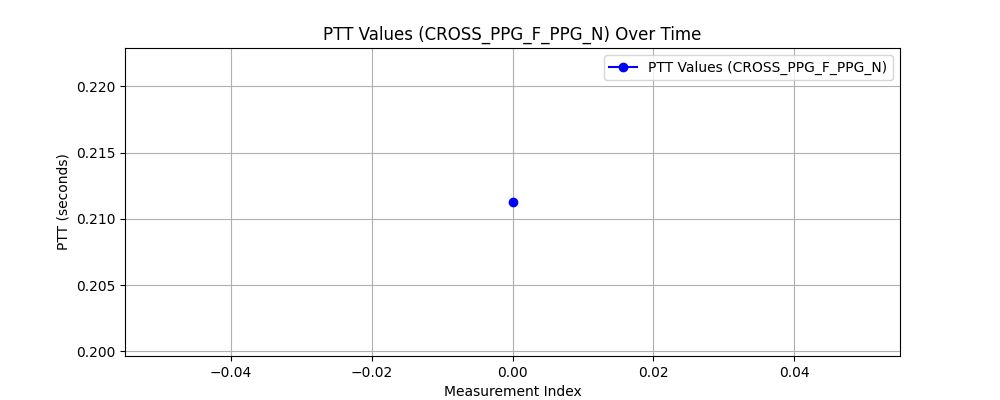 PTT Values (CROSS_PPG_F_PPG_N) Over Time
PTT Values (CROSS_PPG_F_PPG_N)
0.220
0.215
0.210
0.205
0.200
PTT (seconds)
−0.04
−0.02
0.00
0.02
0.04
Measurement Index